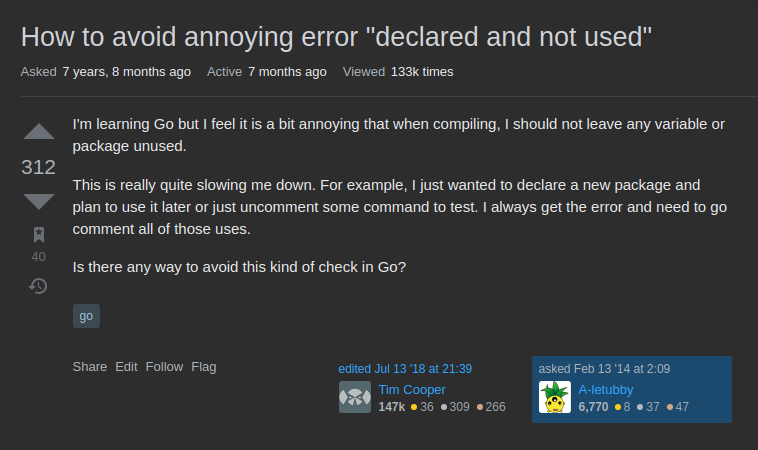 How to avoid annoying error "declared and not used"
Asked 7 years, 8 months ago Active 7 months ago Viewed 133k times
312
40
I'm learning Go but I feel it is a bit annoying that when compiling, I should not leave any variable or
package unused.
This is really quite slowing me down. For example, I just wanted to declare a new package and
plan to use it later or just uncomment some command to test. I always get the error and need to go
comment all of those uses.
Is there any way to avoid this kind of check in Go?
go
Share Edit Follow Flag
edited Jul 13 '18 at 21:39
Tim Cooper
147k 36 309 266
asked Feb 13 '14 at 2:09
A-letubby
6,770 8 37 47